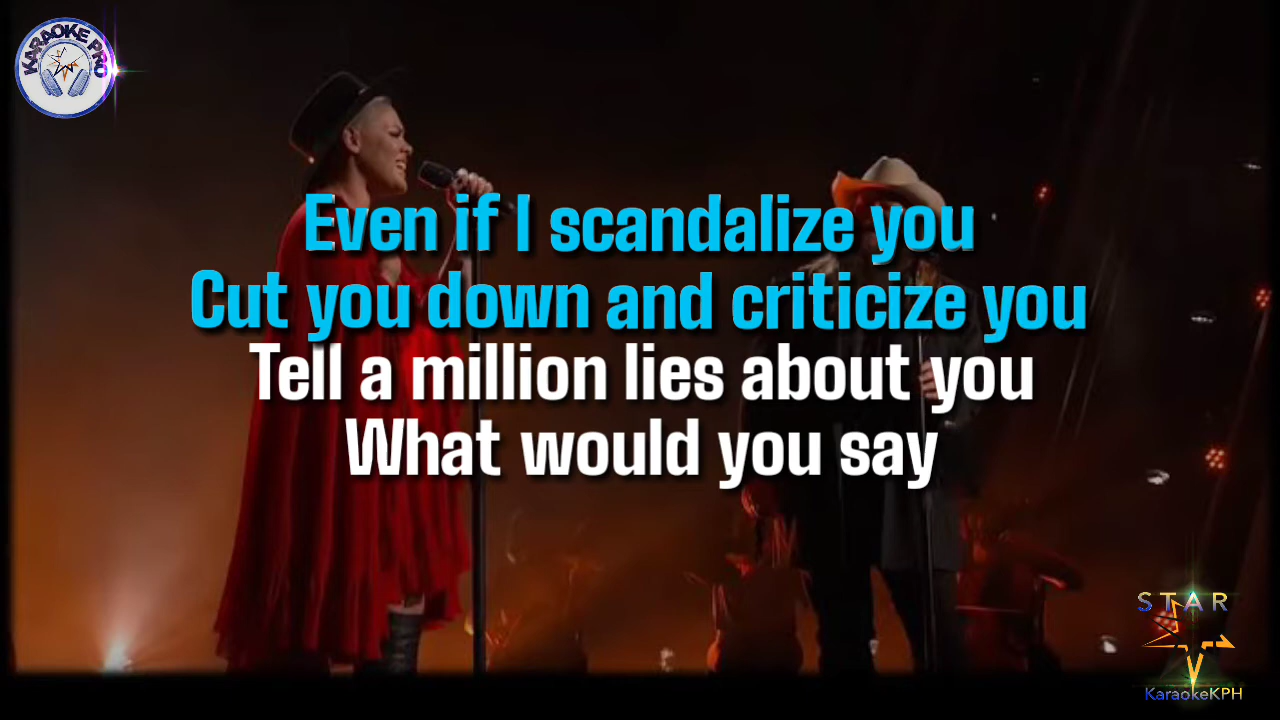 KARAOKE PRO
Even if I scandalize you
Cut you down and criticize you
Tell a million lies about you
What would you say
STAR
KaraokeKPH